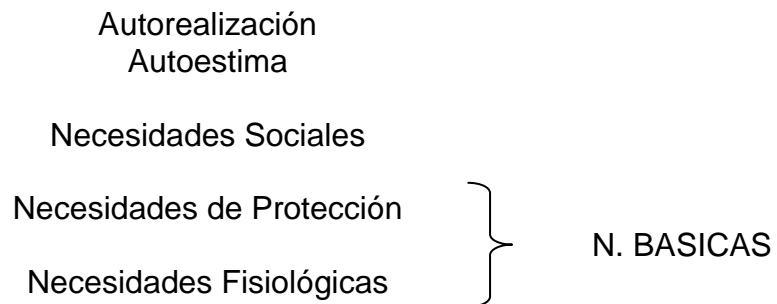 Autorealización
Autoestima
Necesidades Sociales
Necesidades de Protección
N. BASICAS
Necesidades Fisiológicas